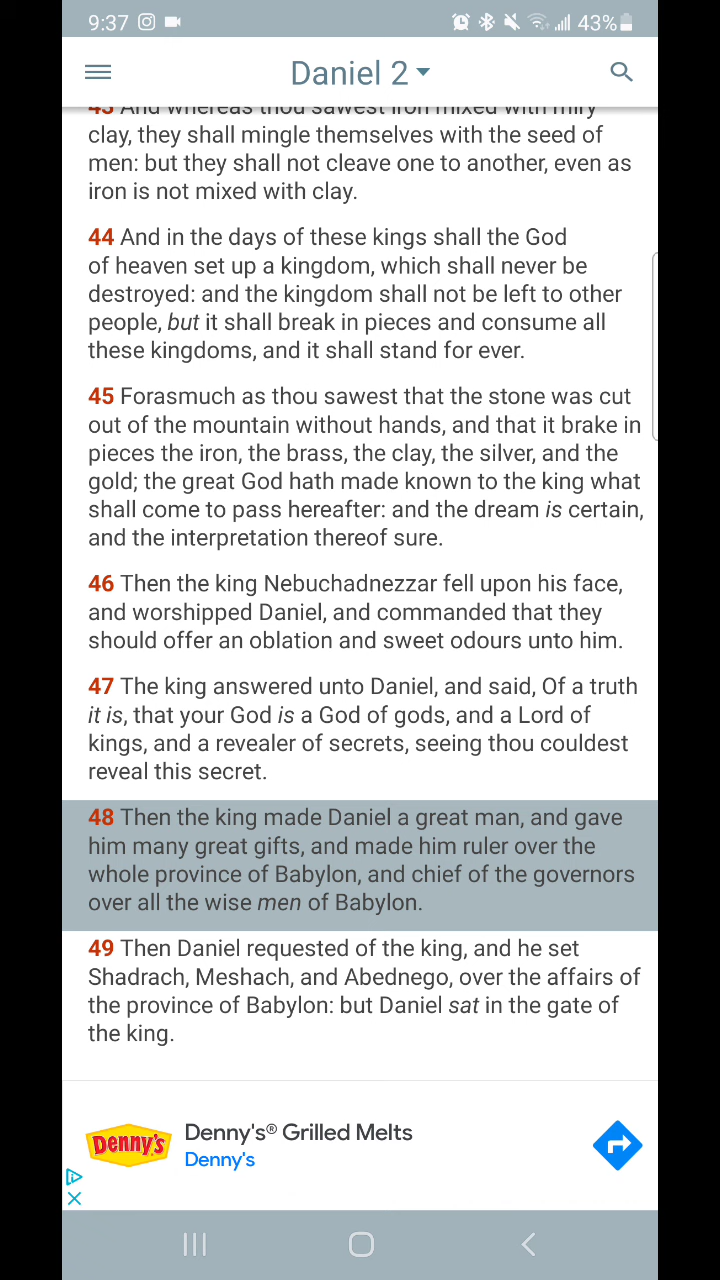 9:37
43%
Daniel 2
43 And whereas thou sawest iron mixed with miry
clay, they shall mingle themselves with the seed of
men: but they shall not cleave one to another, even as
iron is not mixed with clay.
44 And in the days of these kings shall the God
of heaven set up a kingdom, which shall never be
destroyed: and the kingdom shall not be left to other
people, but it shall break in pieces and consume all
these kingdoms, and it shall stand for ever.
45 Forasmuch as thou sawest that the stone was cut
out of the mountain without hands, and that it brake in
pieces the iron, the brass, the clay, the silver, and the
gold; the great God hath made known to the king what
shall come to pass hereafter: and the dream is certain,
and the interpretation thereof sure.
46 Then the king Nebuchadnezzar fell upon his face,
and worshipped Daniel, and commanded that they
should offer an oblation and sweet odours unto him.
47 The king answered unto Daniel, and said, Of a truth
it is, that your God is a God of gods, and a Lord of
kings, and a revealer of secrets, seeing thou couldest
reveal this secret.
48 Then the king made Daniel a great man, and gave
him many great gifts, and made him ruler over the
whole province of Babylon, and chief of the governors
over all the wise men of Babylon.
49 Then Daniel requested of the king, and he set
Shadrach, Meshach, and Abednego, over the affairs of
the province of Babylon: but Daniel sat in the gate of
the king.
Denny's
Denny's® Grilled Melts
Denny's